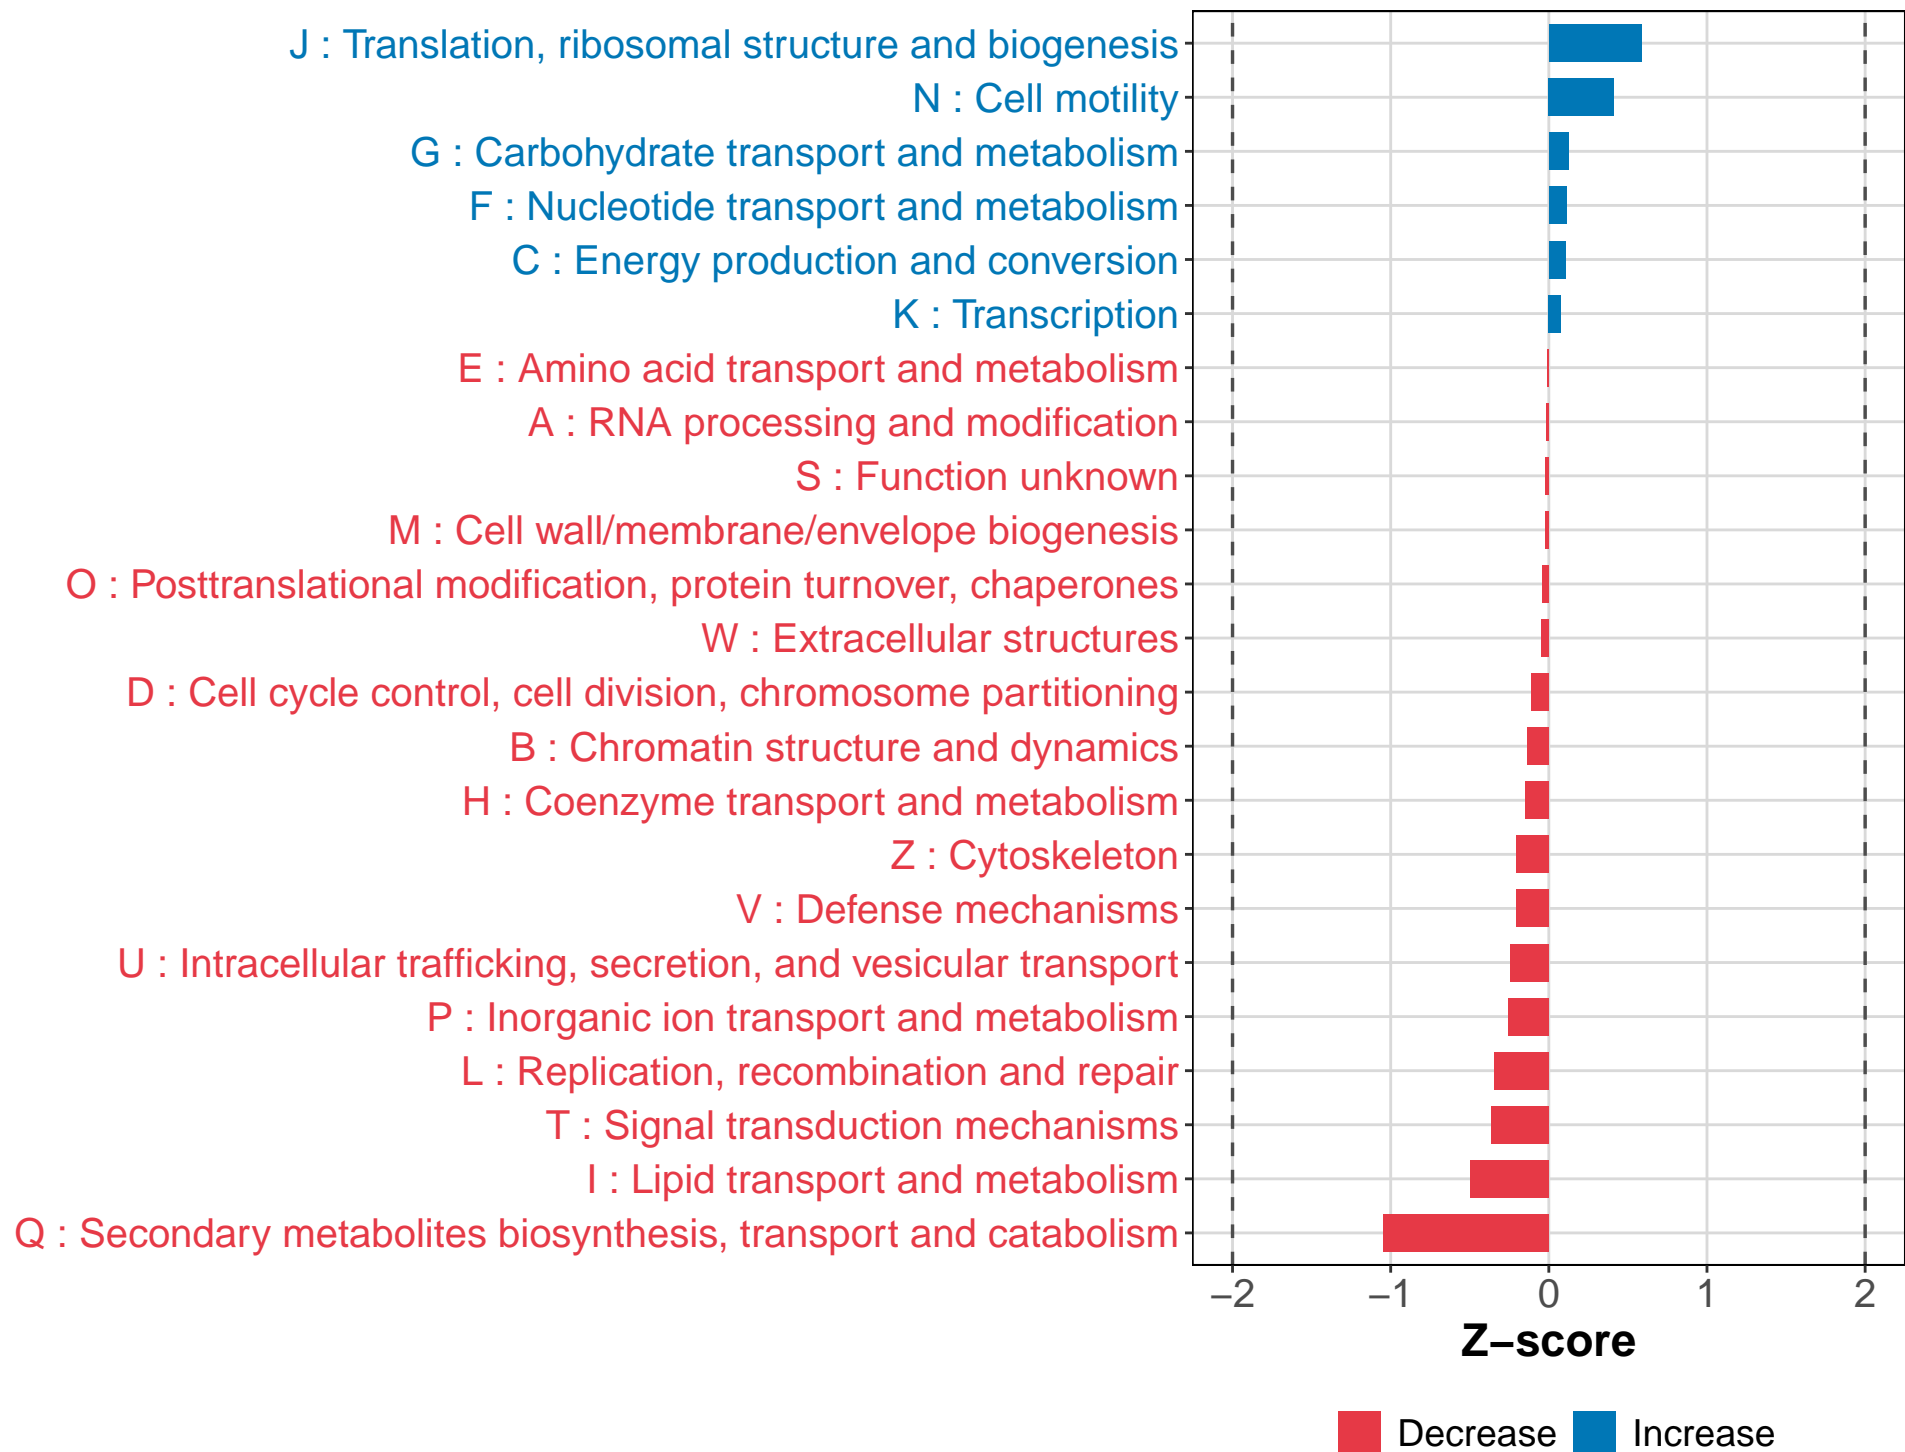 J : Translation, ribosomal structure and biogenesis
N : Cell motility
G : Carbohydrate transport and metabolism
F : Nucleotide transport and metabolism
C : Energy production and conversion
K : Transcription
E : Amino acid transport and metabolism
A : RNA processing and modification
S : Function unknown
M : Cell wall/membrane/envelope biogenesis
O : Posttranslational modification, protein turnover, chaperones
W : Extracellular structures
D : Cell cycle control, cell division, chromosome partitioning
B : Chromatin structure and dynamics
H : Coenzyme transport and metabolism
Z : Cytoskeleton
V : Defense mechanisms
U : Intracellular trafficking, secretion, and vesicular transport
P : Inorganic ion transport and metabolism
L : Replication, recombination and repair
T : Signal transduction mechanisms
I : Lipid transport and metabolism
Q : Secondary metabolites biosynthesis, transport and catabolism
−2 −1 0 1 2
Z−score
Decrease Increase